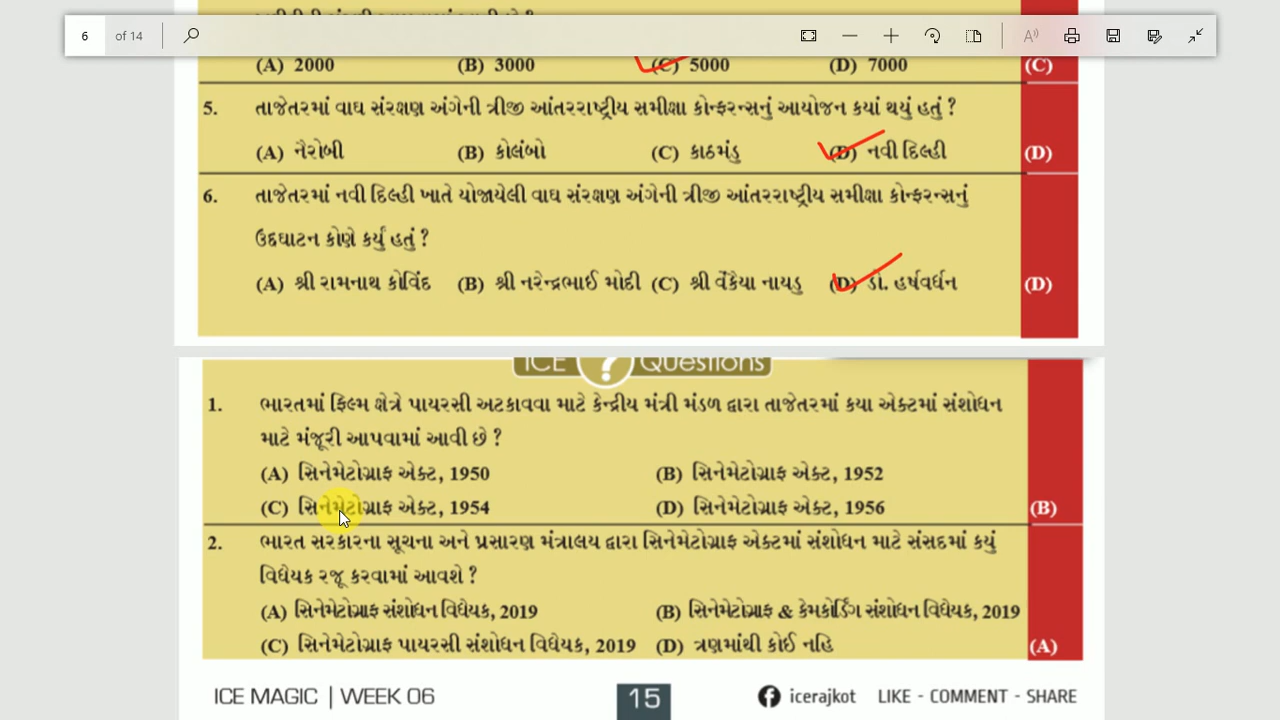 6 of 14
(A) 2000 (B) 3000 (C) 5000 (D) 7000 (C)
5. તાજેતરમાં વાઘ સંરક્ષણ અંગેની ત્રીજી આંતરરાષ્ટ્રીય સમીક્ષા કોન્ફરન્સનું આયોજન કયાં થયું હતું ?
(A) નૈરોબી (B) કોલંબો (C) કાઠમંડુ (D) નવી દિલ્હી (D)
6. તાજેતરમાં નવી દિલ્હી ખાતે યોજાયેલી વાઘ સંરક્ષણ અંગેની ત્રીજી આંતરરાષ્ટ્રીય સમીક્ષા કોન્ફરન્સનું
ઉદ્દઘાટન કોણે કર્યું હતું ?
(A) શ્રી રામનાથ કોવિંદ (B) શ્રી નરેન્દ્રભાઈ મોદી (C) શ્રી વેંકૈયા નાયડુ (D) ડૉ. હર્ષવર્ધન (D)
ICE ? Questions
1. ભારતમાં ફિલ્મ ક્ષેત્રે પાયરસી અટકાવવા માટે કેન્દ્રીય મંત્રી મંડળ દ્વારા તાજેતરમાં કયા એક્ટમાં સંશોધન
માટે મંજૂરી આપવામાં આવી છે ?
(A) સિનેમેટોગ્રાફ એક્ટ, 1950 (B) સિનેમેટોગ્રાફ એક્ટ, 1952
(C) સિનેમેટોગ્રાફ એક્ટ, 1954 (D) સિનેમેટોગ્રાફ એક્ટ, 1956 (B)
2. ભારત સરકારના સૂચના અને પ્રસારણ મંત્રાલય દ્વારા સિનેમેટોગ્રાફ એક્ટમાં સંશોધન માટે સંસદમાં કયું
વિધેયક રજૂ કરવામાં આવશે ?
(A) સિનેમેટોગ્રાફ સંશોધન વિધેયક, 2019 (B) સિનેમેટોગ્રાફ & કેમકોર્ડિંગ સંશોધન વિધેયક, 2019
(C) સિનેમેટોગ્રાફ પાયરસી સંશોધન વિધેયક, 2019 (D) ત્રણમાંથી કોઈ નહિ (A)
ICE MAGIC | WEEK 06 15 icerajkot LIKE - COMMENT - SHARE